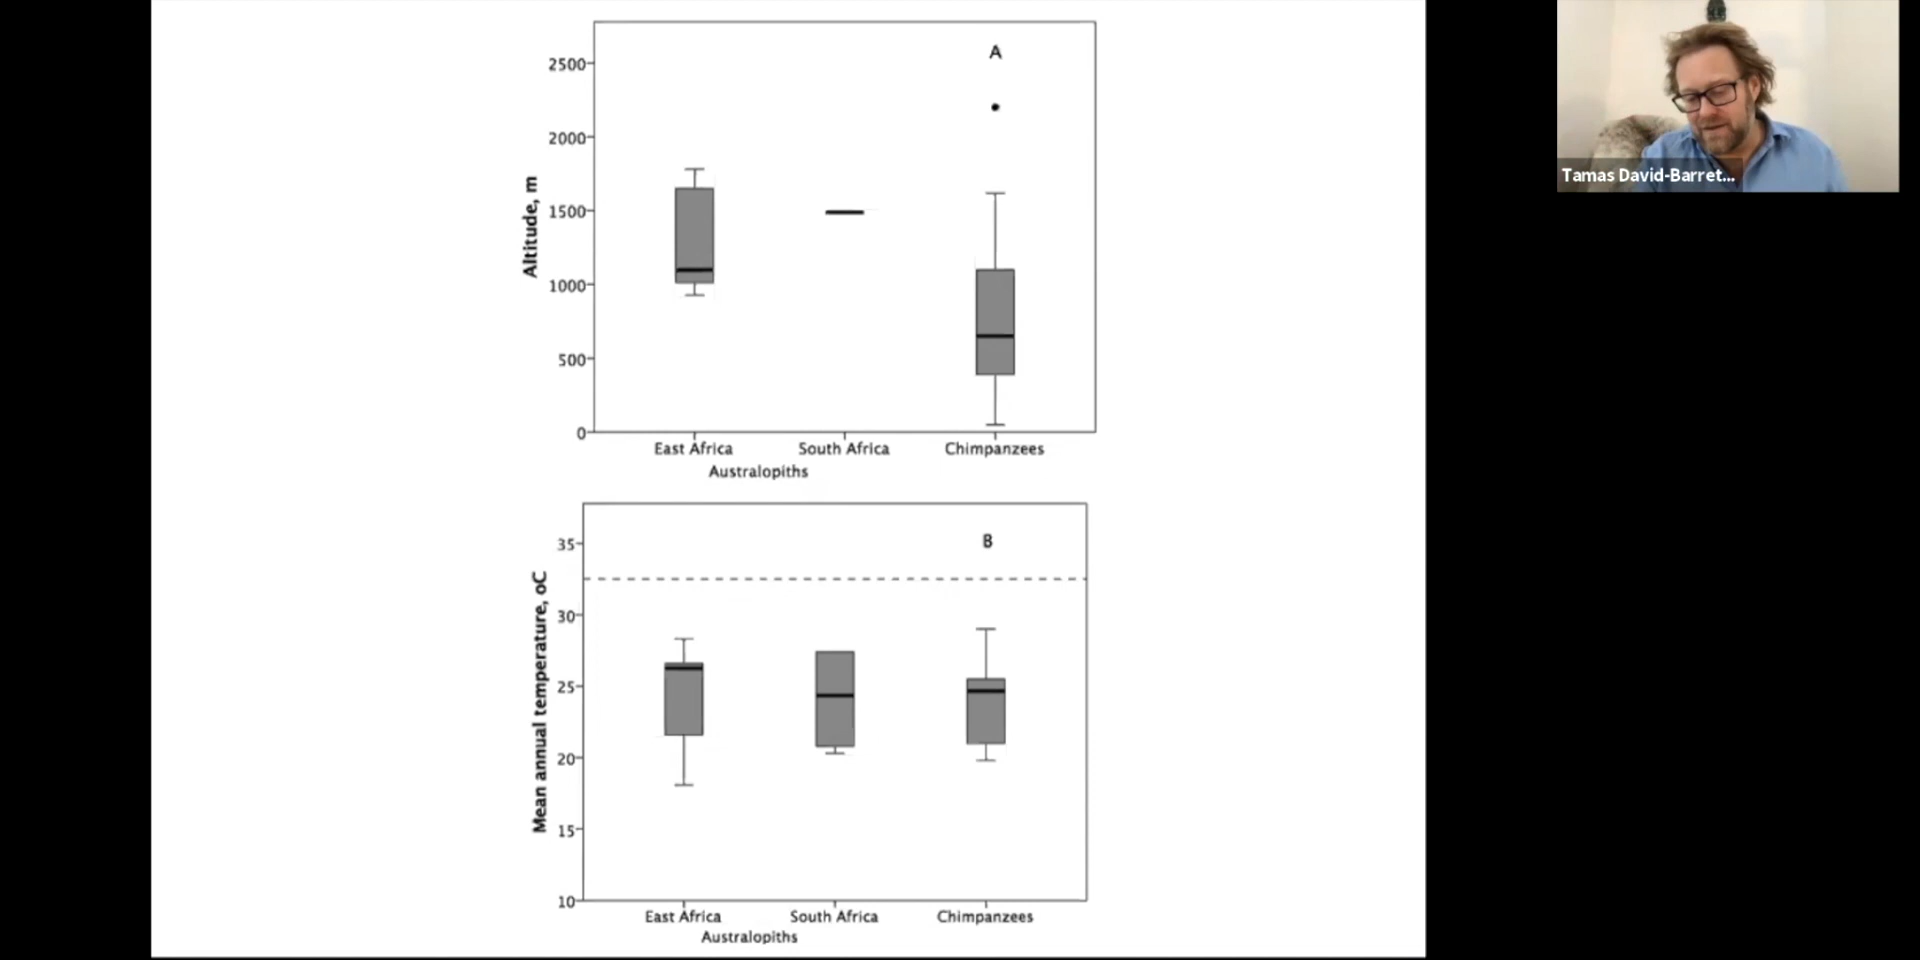 A
2500
2000
1500
1000
500
0
Altitude, m
East Africa South Africa Chimpanzees
Australopiths
B
35
30
25
20
15
10
Mean annual temperature, oC
East Africa South Africa Chimpanzees
Australopiths
Tamas David-Barret...